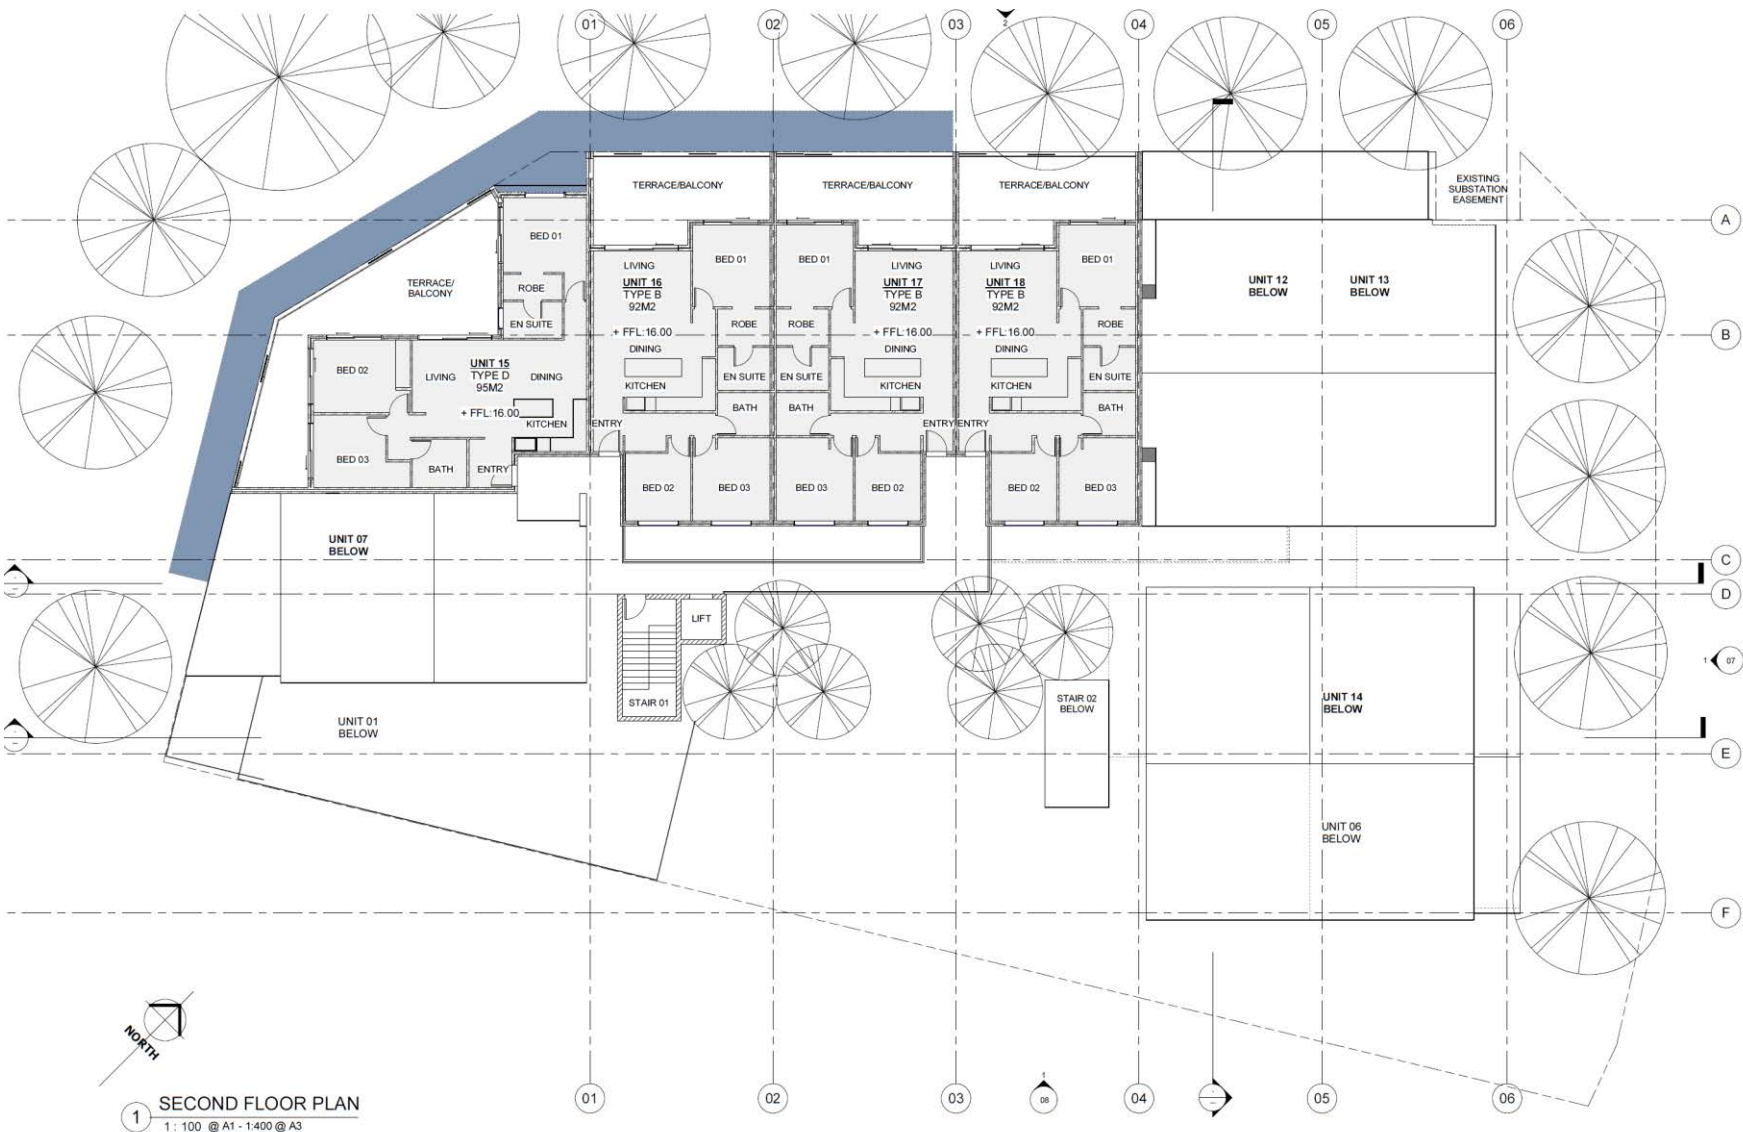 01
02
03
04
05
06
2
TERRACE/BALCONY
TERRACE/BALCONY
TERRACE/BALCONY
EXISTING
SUBSTATION
EASEMENT
A
BED 01
ROBE
EN SUITE
TERRACE/
BALCONY
LIVING
UNIT 16
TYPE B
92M2
+ FFL:16.00
DINING
KITCHEN
BED 01
ROBE
EN SUITE
BATH
ENTRY
BED 02
BED 03
BED 01
ROBE
EN SUITE
BATH
LIVING
UNIT 17
TYPE B
92M2
+ FFL:16.00
DINING
KITCHEN
ENTRY
BED 03
BED 02
LIVING
UNIT 18
TYPE B
92M2
+ FFL:16.00
DINING
KITCHEN
ENTRY
BED 01
ROBE
EN SUITE
BATH
BED 02
BED 03
UNIT 12
BELOW
UNIT 13
BELOW
B
BED 02
LIVING
UNIT 15
TYPE D
95M2
+ FFL:16.00
DINING
KITCHEN
BED 03
BATH
ENTRY
UNIT 07
BELOW
C
D
LIFT
STAIR 01
STAIR 02
BELOW
UNIT 14
BELOW
1
07
UNIT 01
BELOW
E
UNIT 06
BELOW
F
NORTH
01
02
03
1
08
04
05
06
1
SECOND FLOOR PLAN
1 : 100 @ A1 - 1:400 @ A3